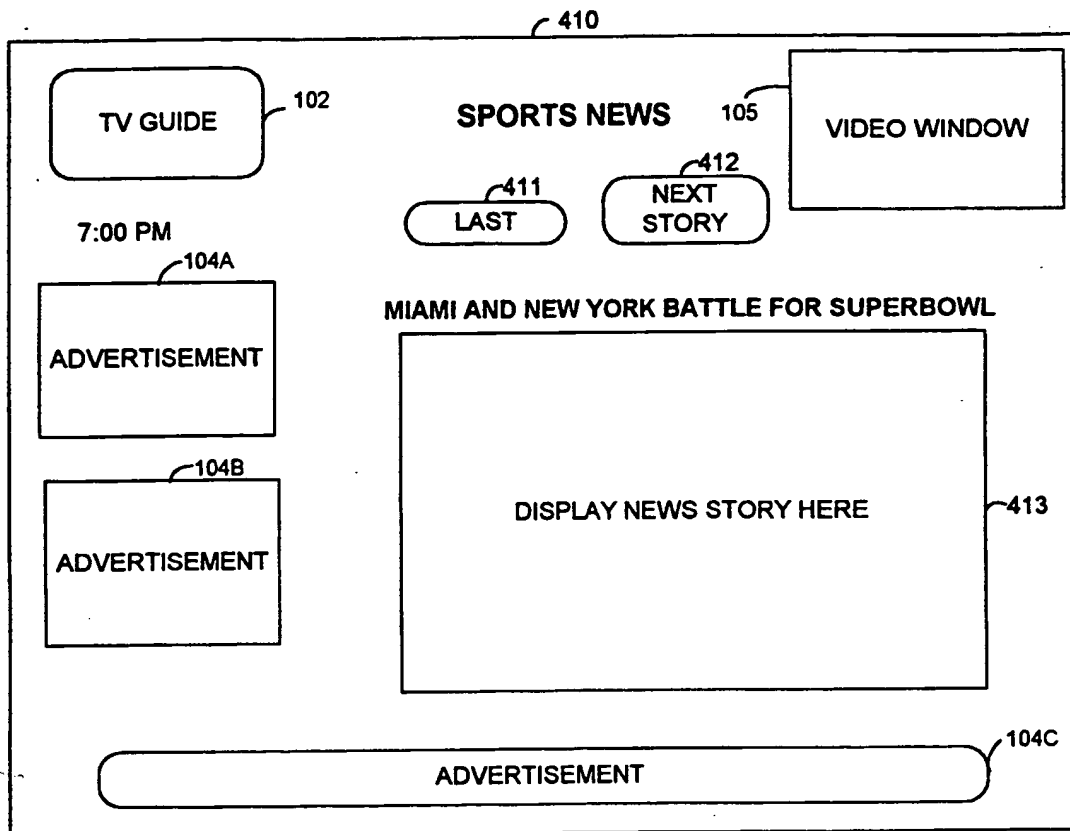 410
TV GUIDE
102
SPORTS NEWS
105
VIDEO WINDOW
411
LAST
412
NEXT
STORY
7:00 PM
104A
ADVERTISEMENT
MIAMI AND NEW YORK BATTLE FOR SUPERBOWL
DISPLAY NEWS STORY HERE
413
104B
ADVERTISEMENT
104C
ADVERTISEMENT